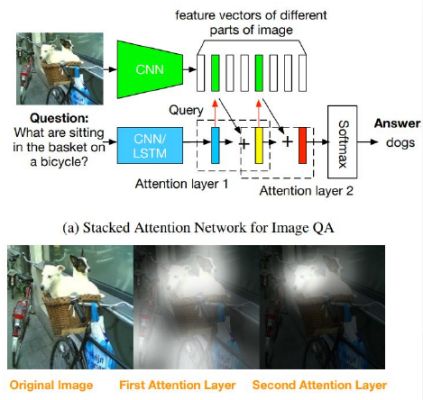 feature vectors of different
parts of image
CNN
Question:
What are sitting
in the basket on
a bicycle?
Query
CNN/
LSTM
+
+
Softmax
Answer
dogs
Attention layer 1
Attention layer 2
(a) Stacked Attention Network for Image QA
Original Image
First Attention Layer
Second Attention Layer